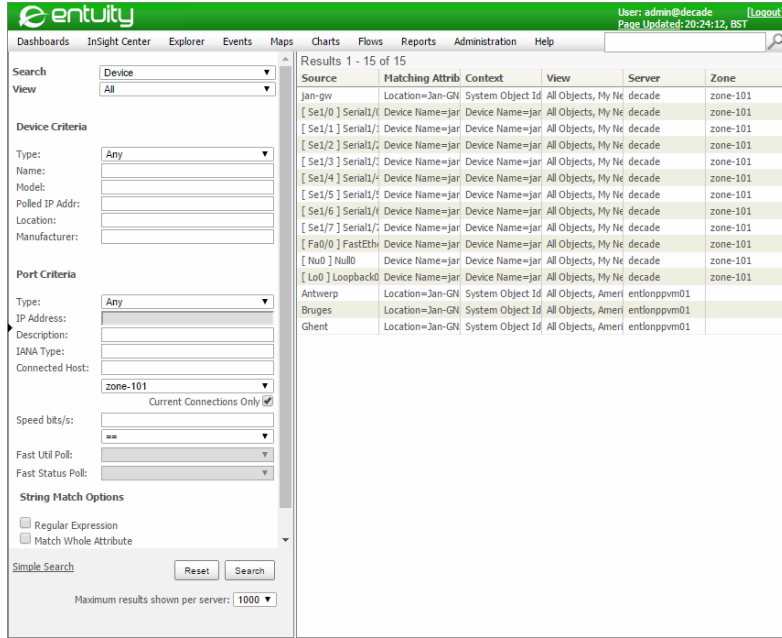 entuity
User: admin@decade [Logout
Page Updated:20:24:12, BST
Dashboards InSight Center Explorer Events Maps Charts Flows Reports Administration Help
Search Device
View All
Device Criteria
Type: Any
Name:
Model:
Polled IP Addr:
Location:
Manufacturer:
Port Criteria
Type: Any
IP Address:
Description:
IANA Type:
Connected Host:
zone-101
Current Connections Only
Speed bits/s:
==
Fast Util Poll:
Fast Status Poll:
String Match Options
Regular Expression
Match Whole Attribute
Simple Search Reset Search
Maximum results shown per server: 1000
Results 1 - 15 of 15
Source Matching Attrib Context View Server Zone
jan-gw Location=Jan-GN System Object Id All Objects, My Ne decade zone-101
[ Se1/0 ] Serial1/( Device Name=jar Device Name=jar All Objects, My Ne decade zone-101
[ Se1/1 ] Serial1/: Device Name=jar Device Name=jar All Objects, My Ne decade zone-101
[ Se1/2 ] Serial1/2 Device Name=jar Device Name=jar All Objects, My Ne decade zone-101
[ Se1/3 ] Serial1/: Device Name=jar Device Name=jar All Objects, My Ne decade zone-101
[ Se1/4 ] Serial1/4 Device Name=jar Device Name=jar All Objects, My Ne decade zone-101
[ Se1/5 ] Serial1/5 Device Name=jar Device Name=jar All Objects, My Ne decade zone-101
[ Se1/6 ] Serial1/6 Device Name=jar Device Name=jar All Objects, My Ne decade zone-101
[ Se1/7 ] Serial1/7 Device Name=jar Device Name=jar All Objects, My Ne decade zone-101
[ Fa0/0 ] FastEthe Device Name=jar Device Name=jar All Objects, My Ne decade zone-101
[ Nu0 ] Null0 Device Name=jar Device Name=jar All Objects, My Ne decade zone-101
[ Lo0 ] Loopback0 Device Name=jar Device Name=jar All Objects, My Ne decade zone-101
Antwerp Location=Jan-GN System Object Id All Objects, Ameri entlonppvm01
Bruges Location=Jan-GN System Object Id All Objects, Ameri entlonppvm01
Ghent Location=Jan-GN System Object Id All Objects, Ameri entlonppvm01